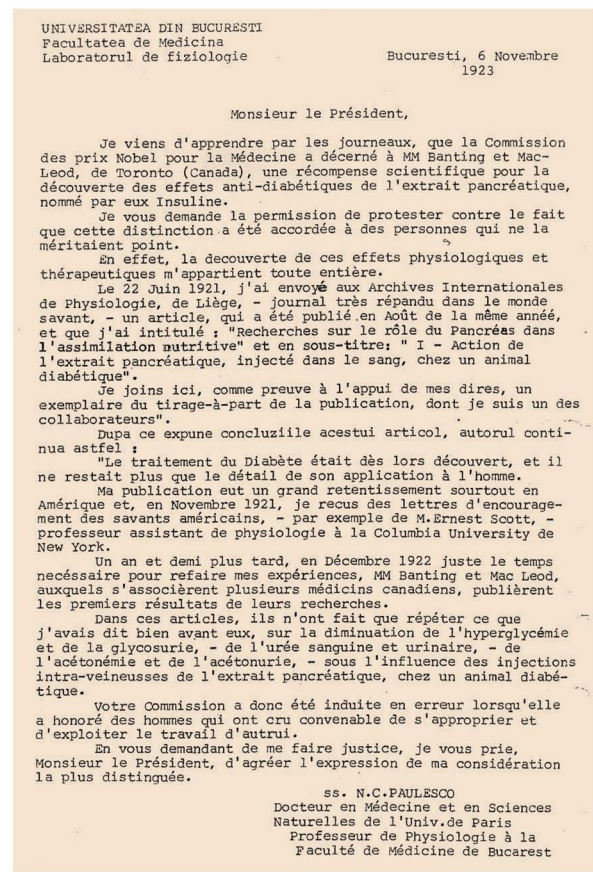 UNIVERSITATEA DIN BUCURESTI
Facultatea de Medicina
Laboratorul de fiziologie
Bucuresti, 6 Novembre
1923
Monsieur le Président,
Je viens d'apprendre par les journeaux, que la Commission
des prix Nobel pour la Médecine a décerné à MM Banting et Mac-
Leod, de Toronto (Canada), une récompense scientifique pour la
découverte des effets anti-diabétiques de l'extrait pancréatique,
nommé par eux Insuline.
Je vous demande la permission de protester contre le fait
que cette distinction a été accordée à des personnes qui ne la
méritaient point.
En effet, la decouverte de ces effets physiologiques et
thérapeutiques m'appartient toute entière.
Le 22 Juin 1921, j'ai envoyé aux Archives Internationales
de Physiologie, de Liège, - journal très répandu dans le monde
savant, - un article, qui a été publié en Août de la même année,
et que j'ai intitulé : "Recherches sur le rôle du Pancréas dans
l'assimilation nutritive" et en sous-titre: " I - Action de
l'extrait pancréatique, injecté dans le sang, chez un animal
diabétique".
Je joins ici, comme preuve à l'appui de mes dires, un
exemplaire du tirage-à-part de la publication, dont je suis un des
collaborateurs".
Dupa ce expune concluziile acestui articol, autorul conti-
nua astfel :
"Le traitement du Diabète était dès lors découvert, et il
ne restait plus que le détail de son application à l'homme.
Ma publication eut un grand retentissement sourtout en
Amérique et, en Novembre 1921, je recus des lettres d'encourage-
ment des savants américains, - par exemple de M.Ernest Scott, -
professeur assistant de physiologie à la Columbia University de
New York.
Un an et demi plus tard, en Décembre 1922 juste le temps
necéssaire pour refaire mes expériences, MM Banting et Mac Leod,
auxquels s'associèrent plusieurs médicins canadiens, publièrent
les premiers résultats de leurs recherches.
Dans ces articles, ils n'ont fait que répéter ce que
j'avais dit bien avant eux, sur la diminuation de l'hyperglycémie
et de la glycosurie, - de l'urée sanguine et urinaire, - de
l'acétonémie et de l'acétonurie, - sous l'influence des injections
intra-veineusses de l'extrait pancréatique, chez un animal diabé-
tique.
Votre Commission a donc été induite en erreur lorsqu'elle
a honoré des hommes qui ont cru convenable de s'approprier et
d'exploiter le travail d'autrui.
En vous demandant de me faire justice, je vous prie,
Monsieur le Président, d'agréer l'expression de ma considération
la plus distinguée.
ss. N.C.PAULESCO
Docteur en Médecine et en Sciences
Naturelles de l'Univ.de Paris
Professeur de Physiologie à la
Faculté de Médicine de Bucarest